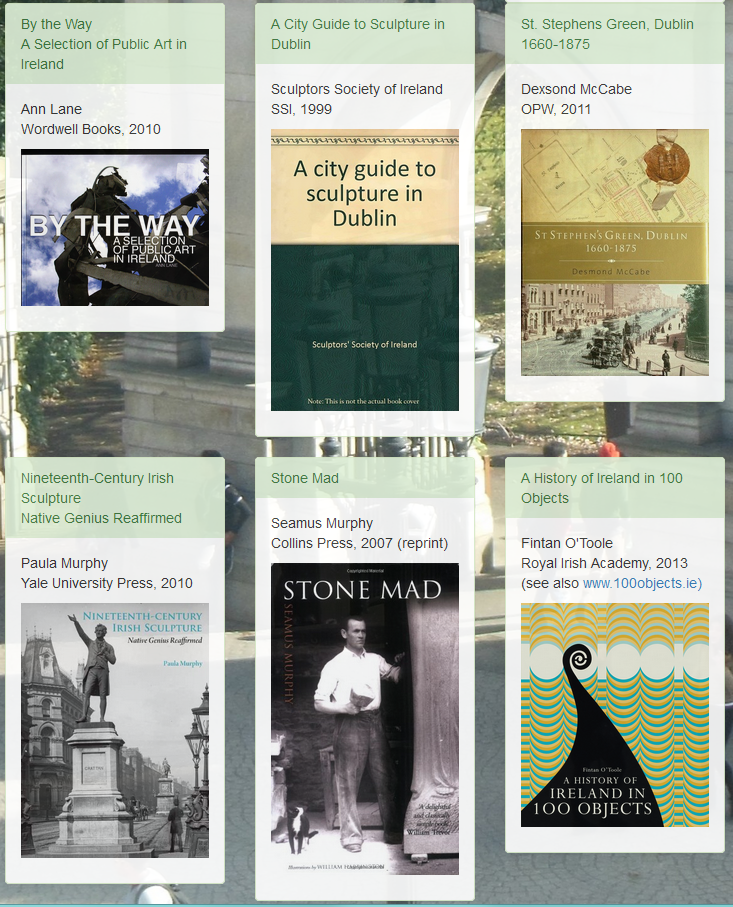 By the Way
A Selection of Public Art in
Ireland
Ann Lane
Wordwell Books, 2010
BY THE WAY
A SELECTION
OF PUBLIC ART
IN IRELAND
ANN LANE
A City Guide to Sculpture in
Dublin
Sculptors Society of Ireland
SSI, 1999
A city guide to
sculpture in
Dublin
Sculptors' Society of Ireland
Note: This is not the actual book cover
St. Stephens Green, Dublin
1660-1875
Dexsond McCabe
OPW, 2011
ST STEPHEN'S GREEN, DUBLIN
1660-1875
Desmond McCabe
Nineteenth-Century Irish
Sculpture
Native Genius Reaffirmed
Paula Murphy
Yale University Press, 2010
NINETEENTH-CENTURY
IRISH SCULPTURE
Native Genius Reaffirmed
Paula Murphy
Stone Mad
Seamus Murphy
Collins Press, 2007 (reprint)
Copyrighted Material
STONE MAD
SEAMUS MURPHY
'A delightful
and classically
simple book'
William Trevor
Illustrations by WILLIAM HARRINGTON
A History of Ireland in 100
Objects
Fintan O'Toole
Royal Irish Academy, 2013
(see also www.100objects.ie)
Fintan O'Toole
A HISTORY OF
IRELAND IN
100 OBJECTS